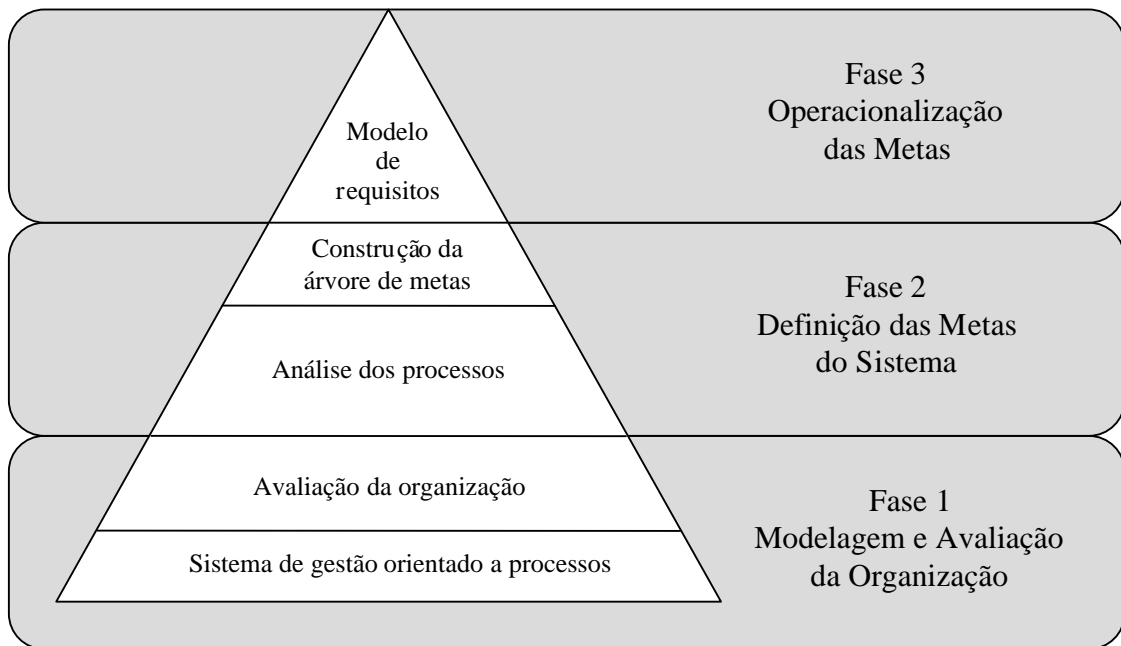 Fase 3
Operacionalização
das Metas
Modelo
de
requisitos
Construção da
árvore de metas
Fase 2
Definição das Metas
do Sistema
Análise dos processos
Avaliação da organização
Fase 1
Modelagem e Avaliação
da Organização
Sistema de gestão orientado a processos